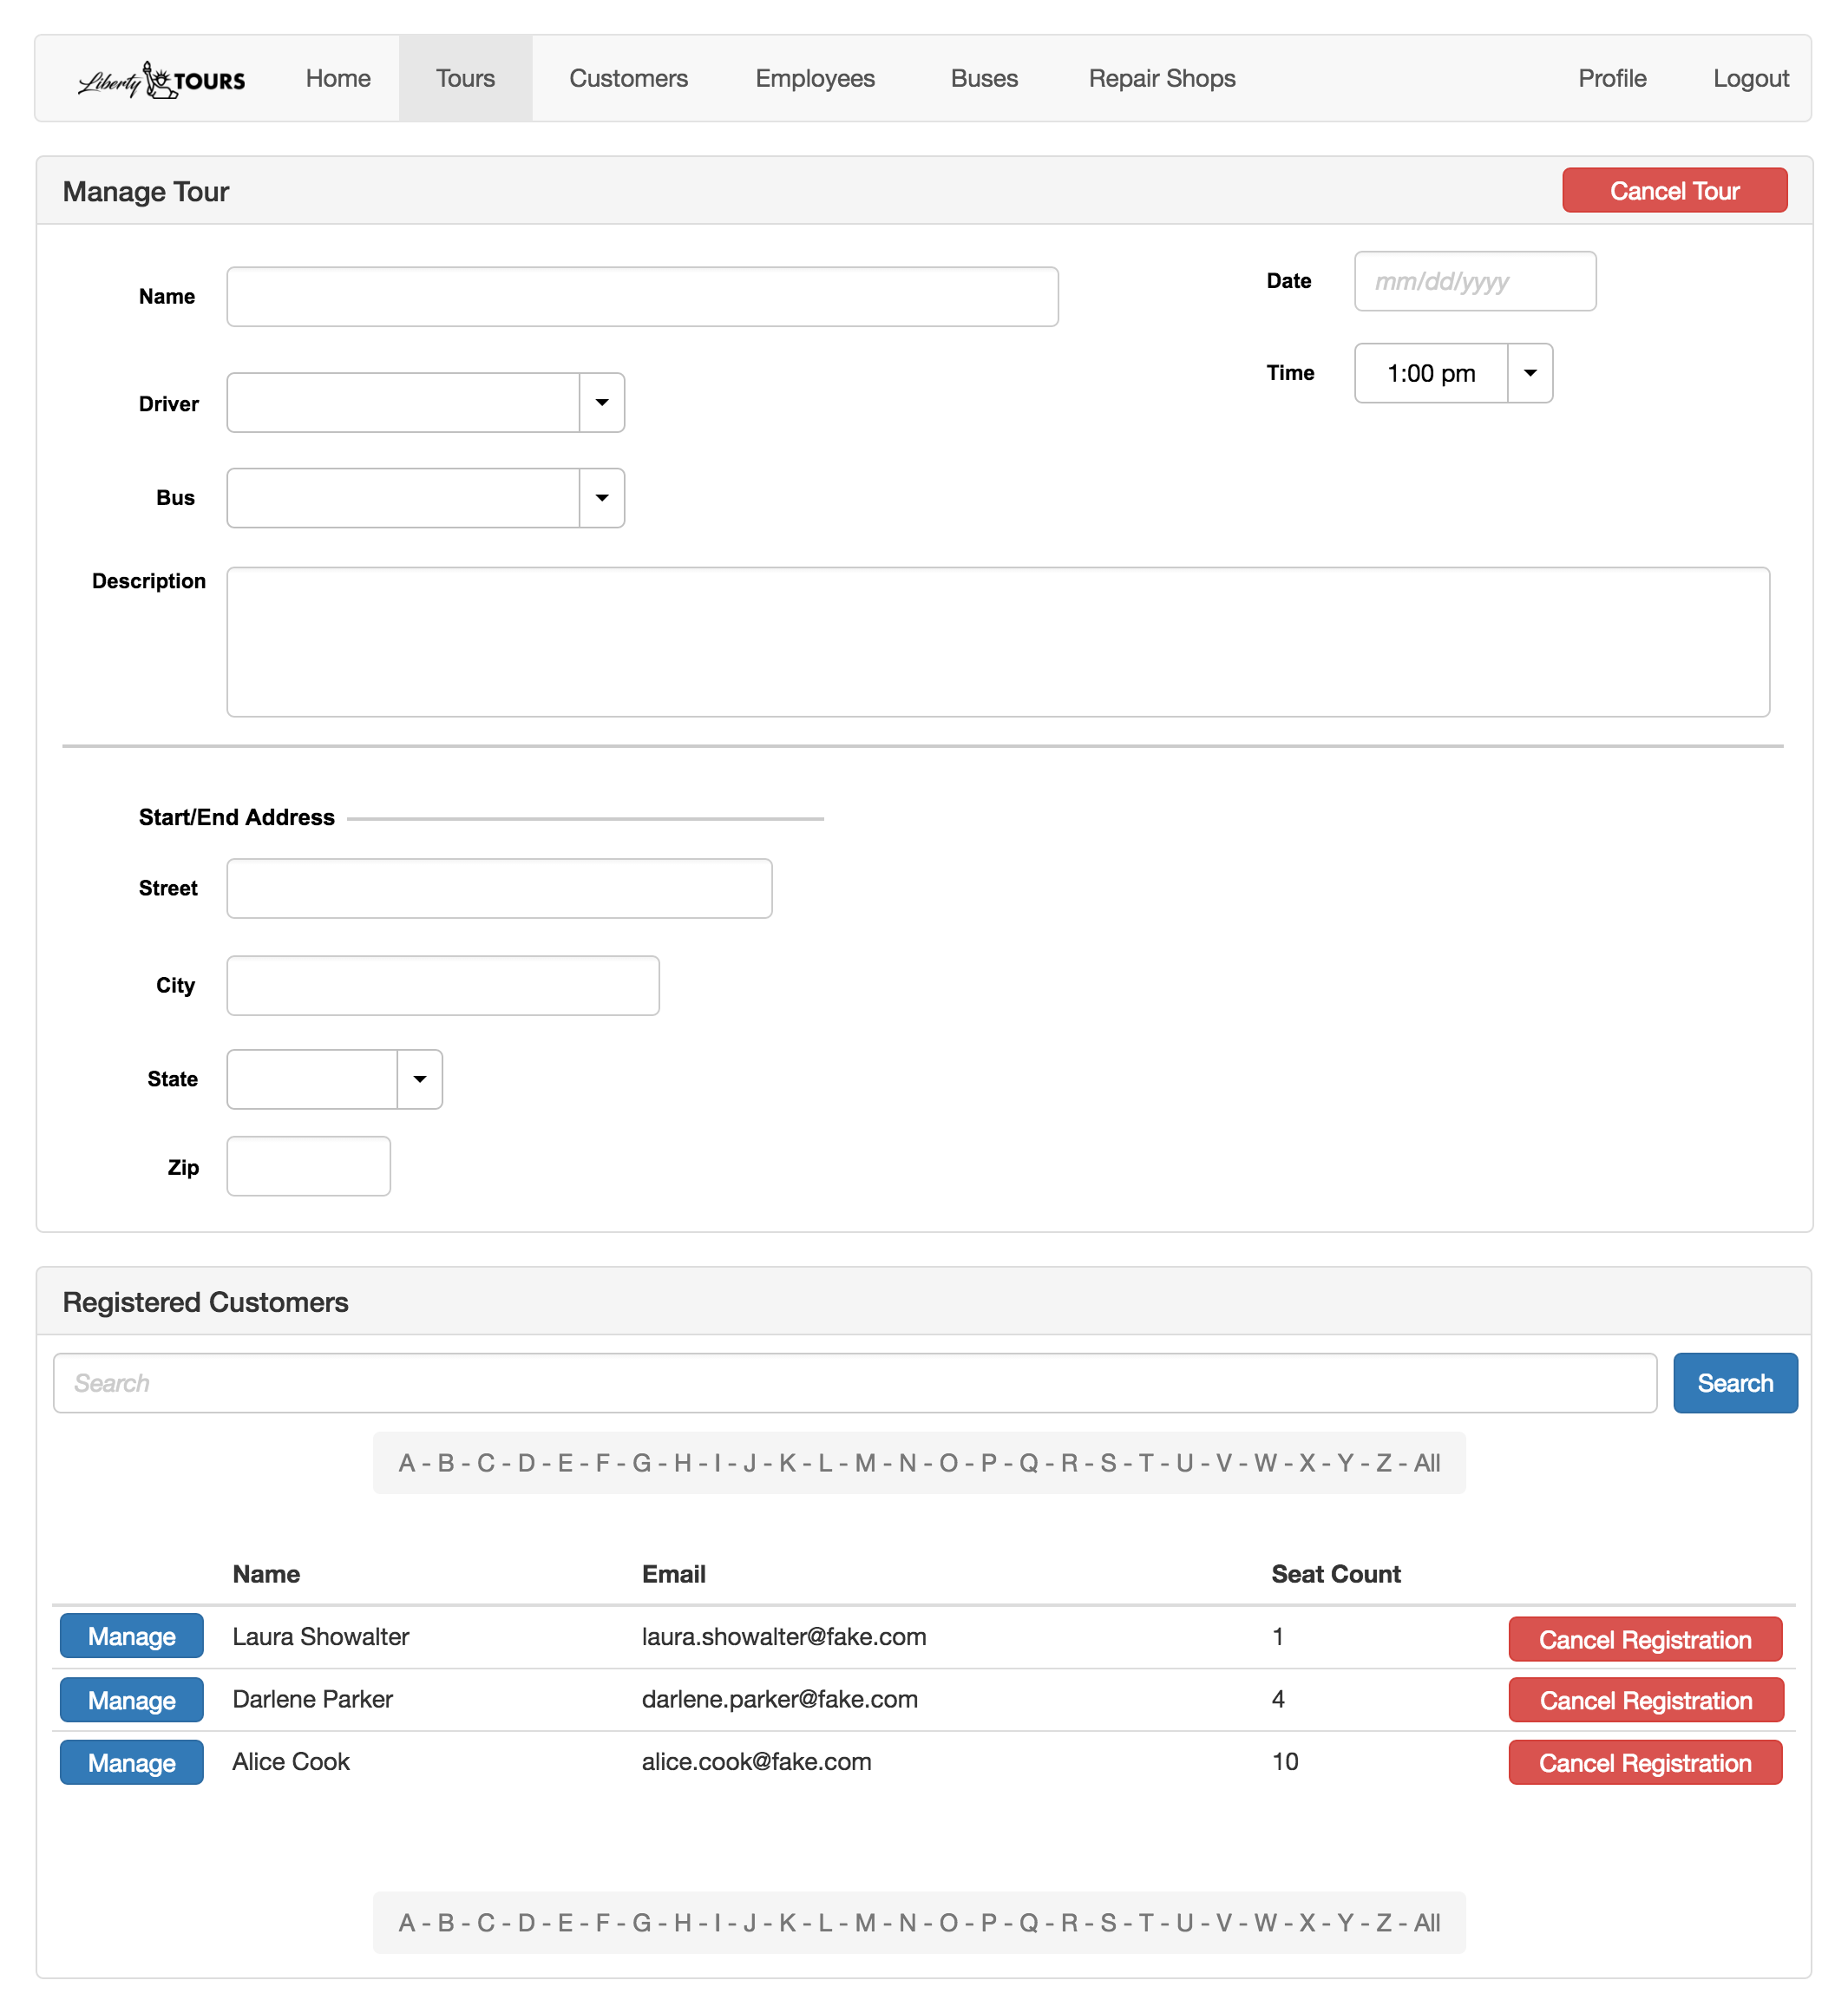 Liberty TOURS Home Tours Customers Employees Buses Repair Shops Profile Logout
Manage Tour Cancel Tour
Name Date mm/dd/yyyy
Driver Time 1:00 pm
Bus
Description
Start/End Address
Street
City
State
Zip
Registered Customers
Search Search
A - B - C - D - E - F - G - H - I - J - K - L - M - N - O - P - Q - R - S - T - U - V - W - X - Y - Z - All
Name Email Seat Count
Manage Laura Showalter laura.showalter@fake.com 1 Cancel Registration
Manage Darlene Parker darlene.parker@fake.com 4 Cancel Registration
Manage Alice Cook alice.cook@fake.com 10 Cancel Registration
A - B - C - D - E - F - G - H - I - J - K - L - M - N - O - P - Q - R - S - T - U - V - W - X - Y - Z - All